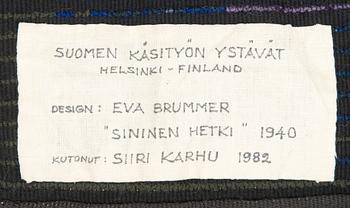 SUOMEN KÄSITYÖN YSTÄVÄT
HELSINKI - FINLAND
DESIGN: EVA BRUMMER
"SININEN HETKI" 1940
KUTONUT: SIIRI KARHU 1982